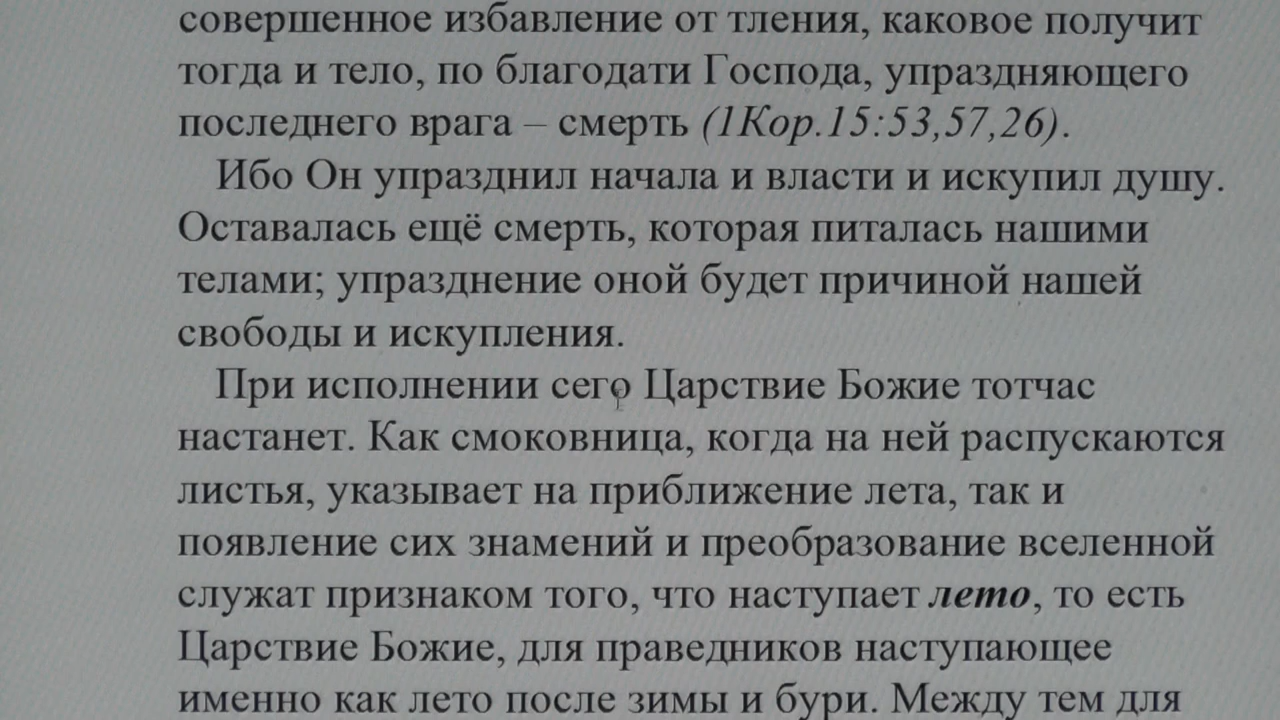 совершенное избавление от тления, каковое получит
тогда и тело, по благодати Господа, упраздняющего
последнего врага – смерть (1Кор.15:53,57,26).
Ибо Он упразднил начала и власти и искупил душу.
Оставалась ещё смерть, которая питалась нашими
телами; упразднение оной будет причиной нашей
свободы и искупления.
При исполнении сего Царствие Божие тотчас
настанет. Как смоковница, когда на ней распускаются
листья, указывает на приближение лета, так и
появление сих знамений и преобразование вселенной
служат признаком того, что наступает лето, то есть
Царствие Божие, для праведников наступающее
именно как лето после зимы и бури. Между тем для